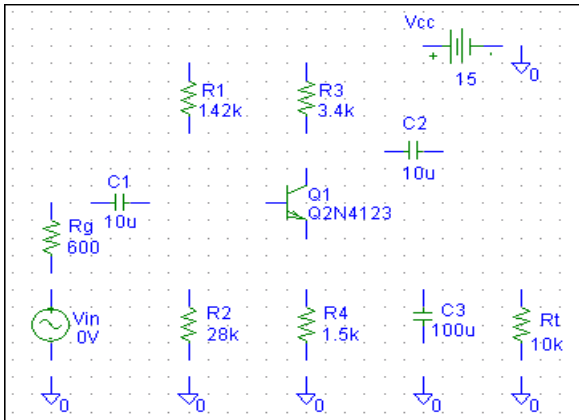 Vcc
+ -
15
0
R1
142k
R3
3.4k
C2
10u
C1
10u
Q1
Q2N4123
Rg
600
Vin
0V
R2
28k
R4
1.5k
C3
100u
Rt
10k
0
0
0
0
0